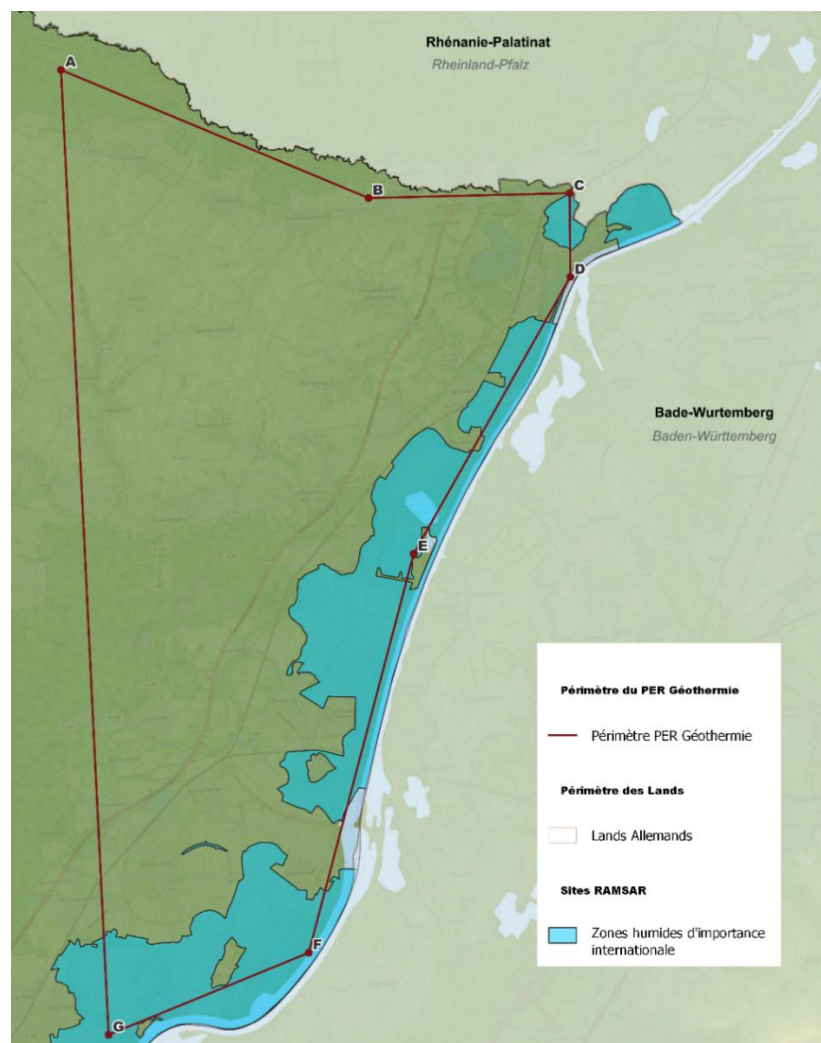 Rhénanie-Palatinat
Rheinland-Pfalz
A
B
C
D
Bade-Wurtemberg
Baden-Württemberg
E
F
G
Périmètre du PER Géothermie
Périmètre PER Géothermie
Périmètre des Lands
Lands Allemands
Sites RAMSAR
Zones humides d'importance
internationale